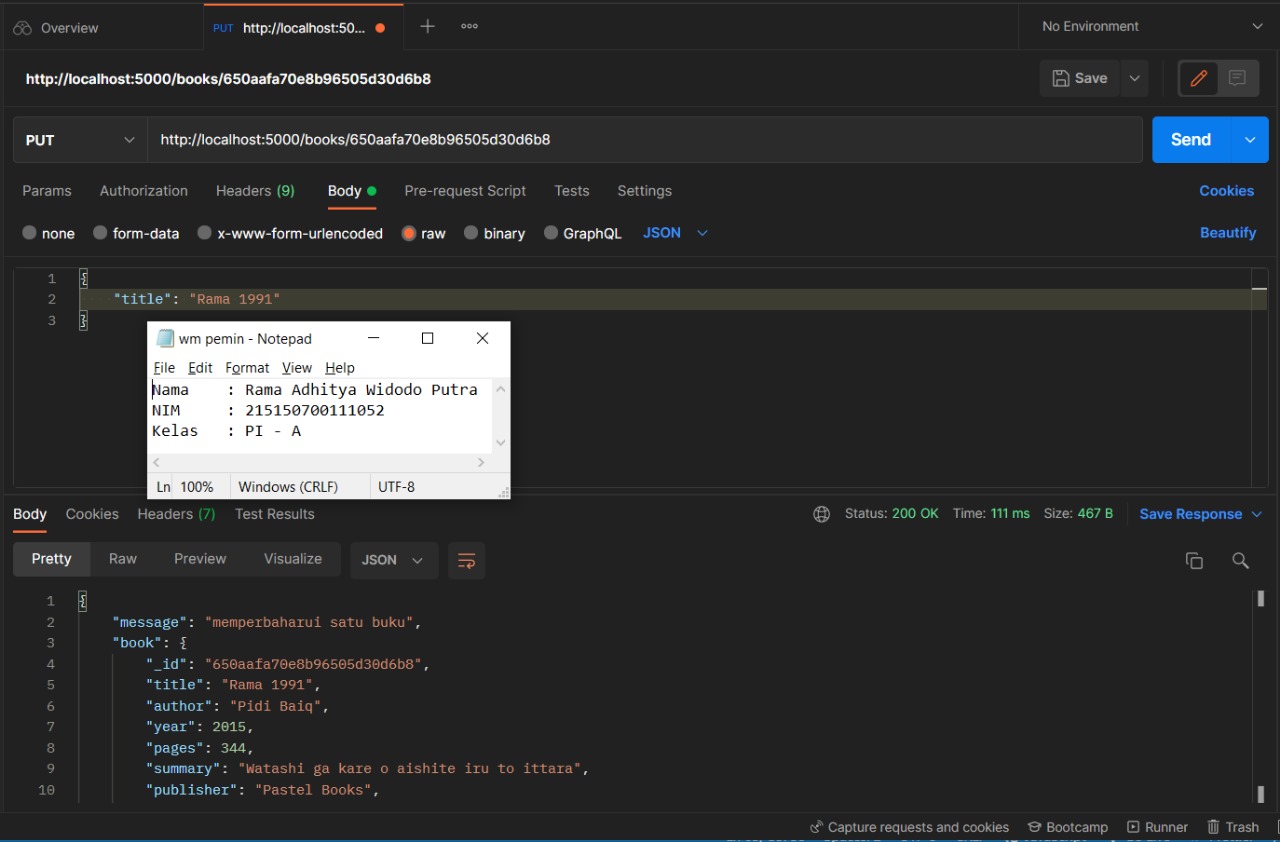 Overview PUT http://localhost:50... No Environment
http://localhost:5000/books/650aafa70e8b96505d30d6b8 Save
PUT http://localhost:5000/books/650aafa70e8b96505d30d6b8 Send
Params Authorization Headers (9) Body Pre-request Script Tests Settings Cookies
none form-data x-www-form-urlencoded raw binary GraphQL JSON Beautify
1 {
2 "title": "Rama 1991"
3 }
wm pemin - Notepad
File Edit Format View Help
Nama : Rama Adhitya Widodo Putra
NIM : 215150700111052
Kelas : PI - A
Ln 100% Windows (CRLF) UTF-8
Body Cookies Headers (7) Test Results Status: 200 OK Time: 111 ms Size: 467 B Save Response
Pretty Raw Preview Visualize JSON
1 {
2 "message": "memperbaharui satu buku",
3 "book": {
4 "_id": "650aafa70e8b96505d30d6b8",
5 "title": "Rama 1991",
6 "author": "Pidi Baiq",
7 "year": 2015,
8 "pages": 344,
9 "summary": "Watashi ga kare o aishite iru to ittara",
10 "publisher": "Pastel Books",
Capture requests and cookies Bootcamp Runner Trash